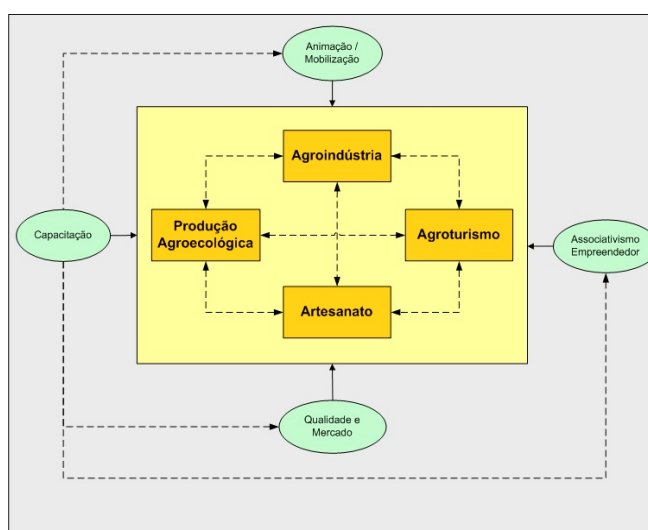 Animação /
Mobilização
Agroindústria
Capacitação
Produção
Agroecológica
Agroturismo
Associativismo
Empreendedor
Artesanato
Qualidade e
Mercado